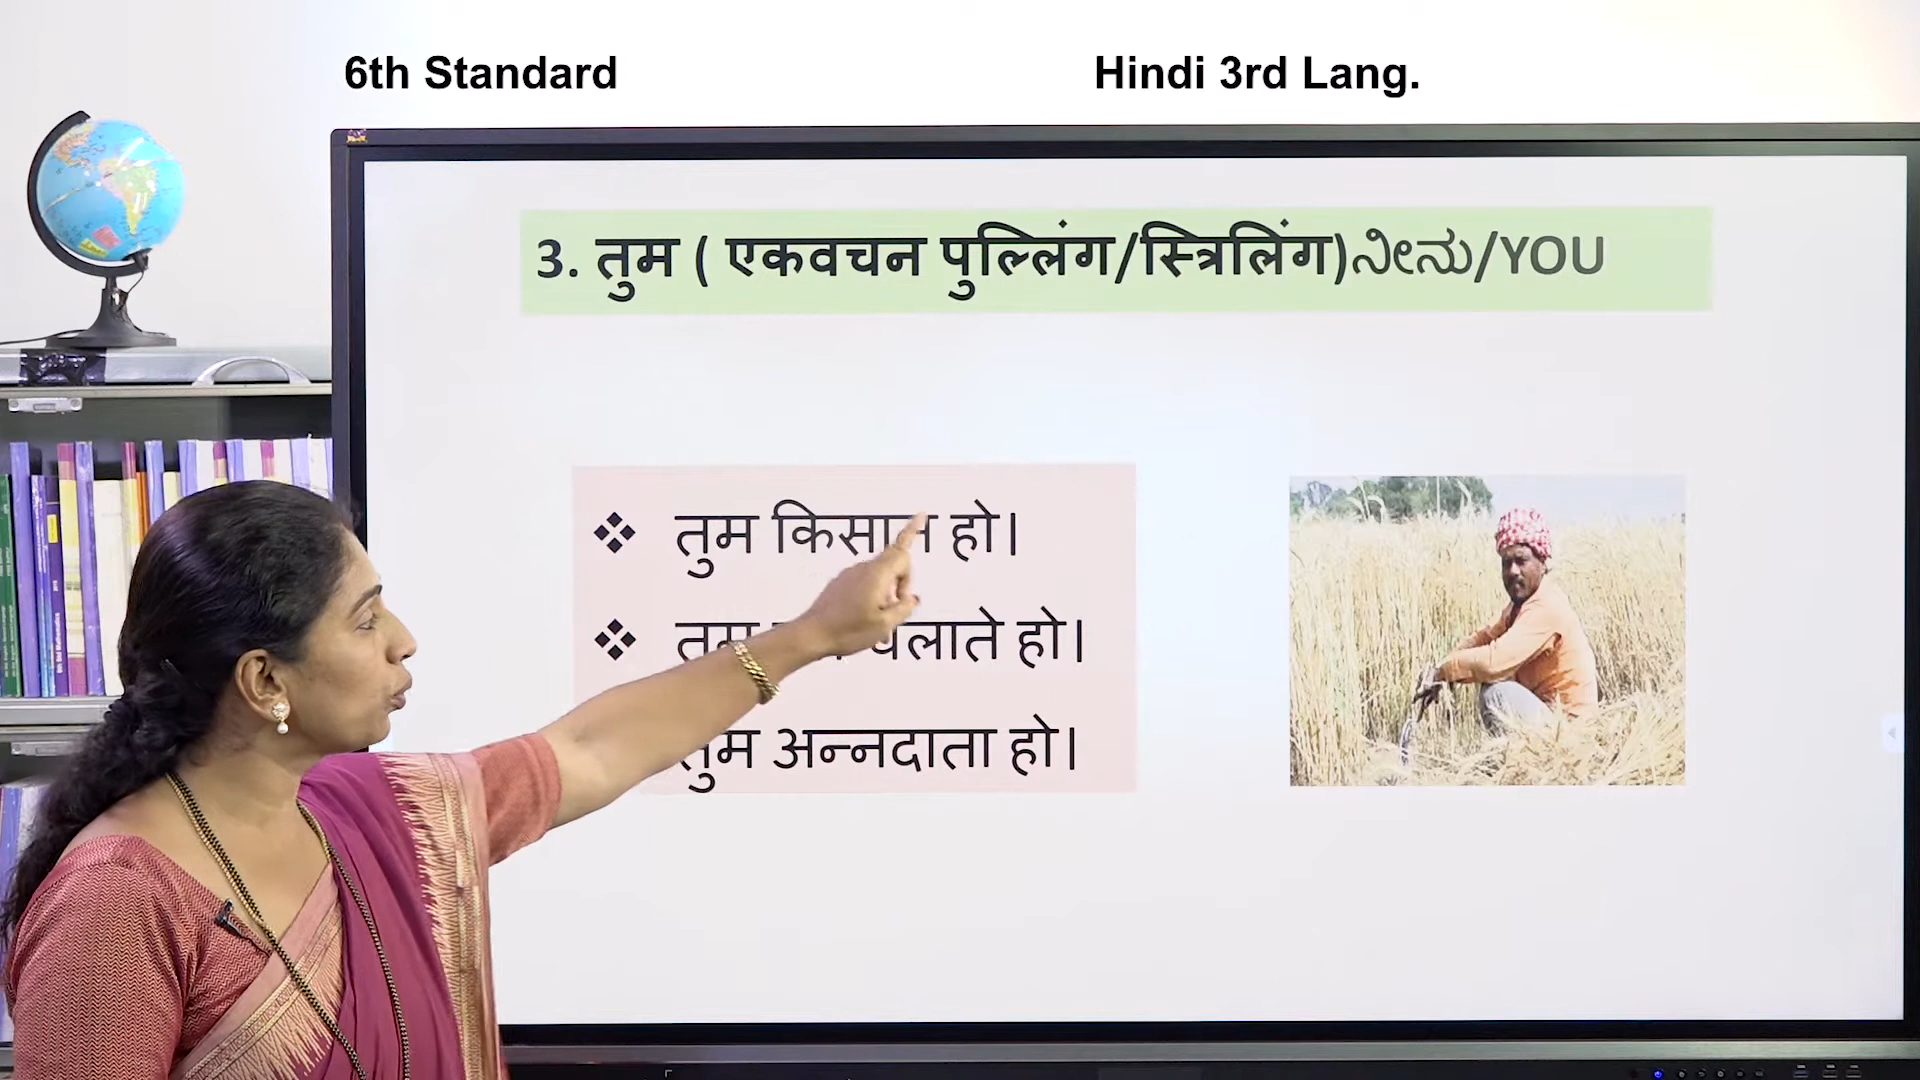 6th Standard
Hindi 3rd Lang.
3. तुम ( एकवचन पुल्लिंग/स्त्रिलिंग)ನೀನು/YOU
❖ तुम किसान हो।
❖ तुम चलाते हो।
तुम अन्नदाता हो।